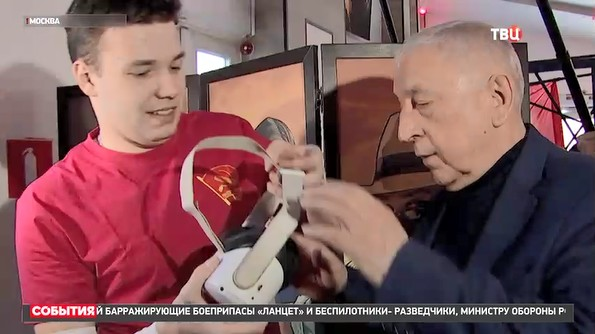 МОСКВА
ТВЦ
СОБЫТИЯ Й БАРРАЖИРУЮЩИЕ БОЕПРИПАСЫ «ЛАНЦЕТ» И БЕСПИЛОТНИКИ- РАЗВЕДЧИКИ, МИНИСТРУ ОБОРОНЫ Р